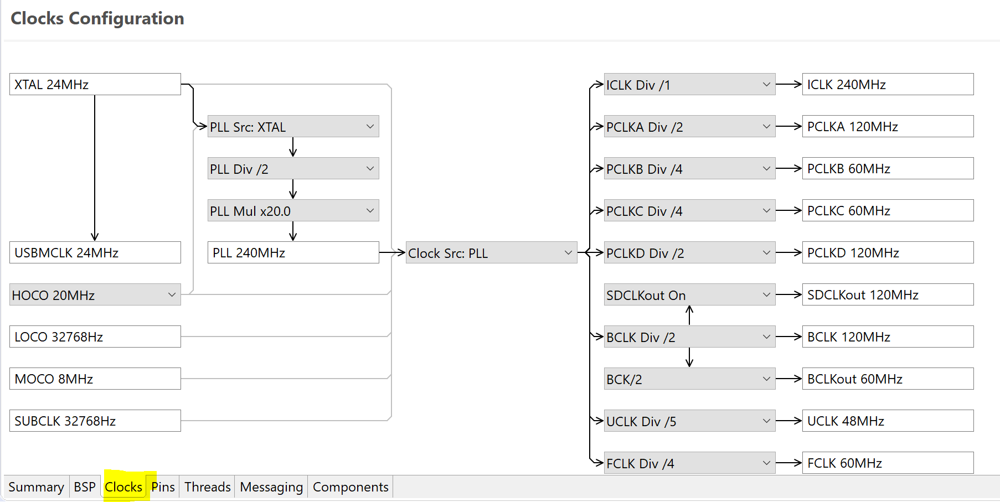 Clocks Configuration
XTAL 24MHz
USBMCLK 24MHz
HOCO 20MHz
LOCO 32768Hz
MOCO 8MHz
SUBCLK 32768Hz
PLL Src: XTAL
PLL Div /2
PLL Mul x20.0
PLL 240MHz
Clock Src: PLL
ICLK Div /1
ICLK 240MHz
PCLKA Div /2
PCLKA 120MHz
PCLKB Div /4
PCLKB 60MHz
PCLKC Div /4
PCLKC 60MHz
PCLKD Div /2
PCLKD 120MHz
SDCLKout On
SDCLKout 120MHz
BCLK Div /2
BCLK 120MHz
BCK/2
BCLKout 60MHz
UCLK Div /5
UCLK 48MHz
FCLK Div /4
FCLK 60MHz
Summary BSP Clocks Pins Threads Messaging Components